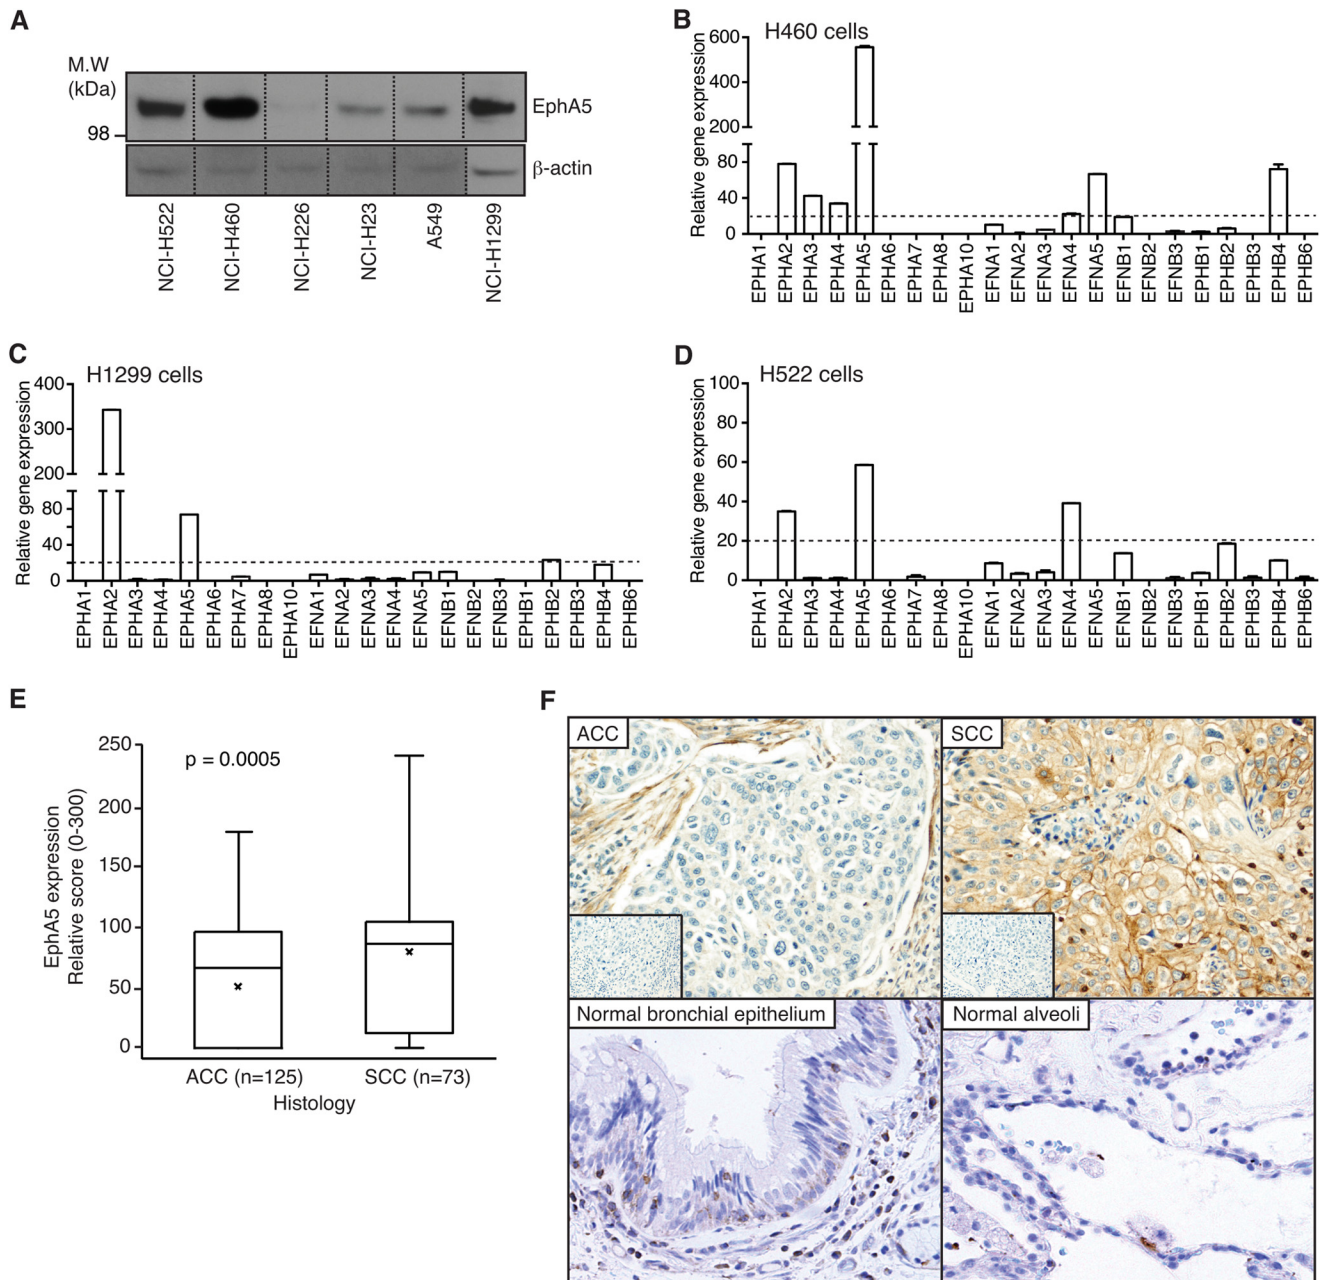 A
M.W
(kDa)
98
EphA5
β-actin
NCI-H522
NCI-H460
NCI-H226
NCI-H23
A549
NCI-H1299
B
H460 cells
Relative gene expression
600
400
200
80
40
0
EPHA1
EPHA2
EPHA3
EPHA4
EPHA5
EPHA6
EPHA7
EPHA8
EPHA10
EFNA1
EFNA2
EFNA3
EFNA4
EFNA5
EFNB1
EFNB2
EFNB3
EPHB1
EPHB2
EPHB3
EPHB4
EPHB6
C
H1299 cells
Relative gene expression
400
300
200
80
40
0
EPHA1
EPHA2
EPHA3
EPHA4
EPHA5
EPHA6
EPHA7
EPHA8
EPHA10
EFNA1
EFNA2
EFNA3
EFNA4
EFNA5
EFNB1
EFNB2
EFNB3
EPHB1
EPHB2
EPHB3
EPHB4
EPHB6
D
H522 cells
Relative gene expression
100
80
60
40
20
0
EPHA1
EPHA2
EPHA3
EPHA4
EPHA5
EPHA6
EPHA7
EPHA8
EPHA10
EFNA1
EFNA2
EFNA3
EFNA4
EFNA5
EFNB1
EFNB2
EFNB3
EPHB1
EPHB2
EPHB3
EPHB4
EPHB6
E
EphA5 expression
Relative score (0-300)
250
200
150
100
50
0
p = 0.0005
ACC (n=125)
SCC (n=73)
Histology
F
ACC
SCC
Normal bronchial epithelium
Normal alveoli